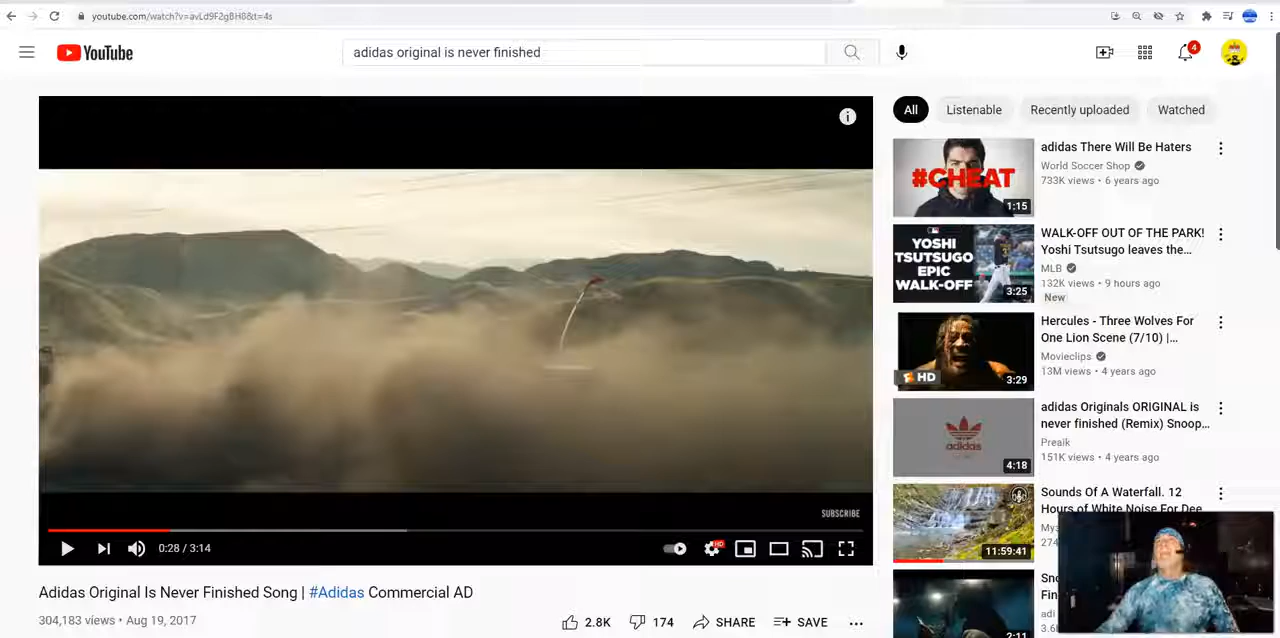 youtube.com/watch?v=avLd9F2gBH8&t=4s
YouTube
adidas original is never finished
4
All
Listenable
Recently uploaded
Watched
#CHEAT
1:15
adidas There Will Be Haters
World Soccer Shop
733K views • 6 years ago
YOSHI
TSUTSUGO
EPIC
WALK-OFF
3:25
WALK-OFF OUT OF THE PARK!
Yoshi Tsutsugo leaves the...
MLB
132K views • 9 hours ago
New
HD
3:29
Hercules - Three Wolves For
One Lion Scene (7/10) |...
Movieclips
13M views • 4 years ago
adidas
4:18
adidas Originals ORIGINAL is
never finished (Remix) Snoop...
Preaik
151K views • 4 years ago
11:59:41
Sounds Of A Waterfall. 12
Hours of White Noise For Dee
SUBSCRIBE
0:28 / 3:14
HD
Adidas Original Is Never Finished Song | #Adidas Commercial AD
304,183 views • Aug 19, 2017
2.8K
174
SHARE
SAVE
2:11